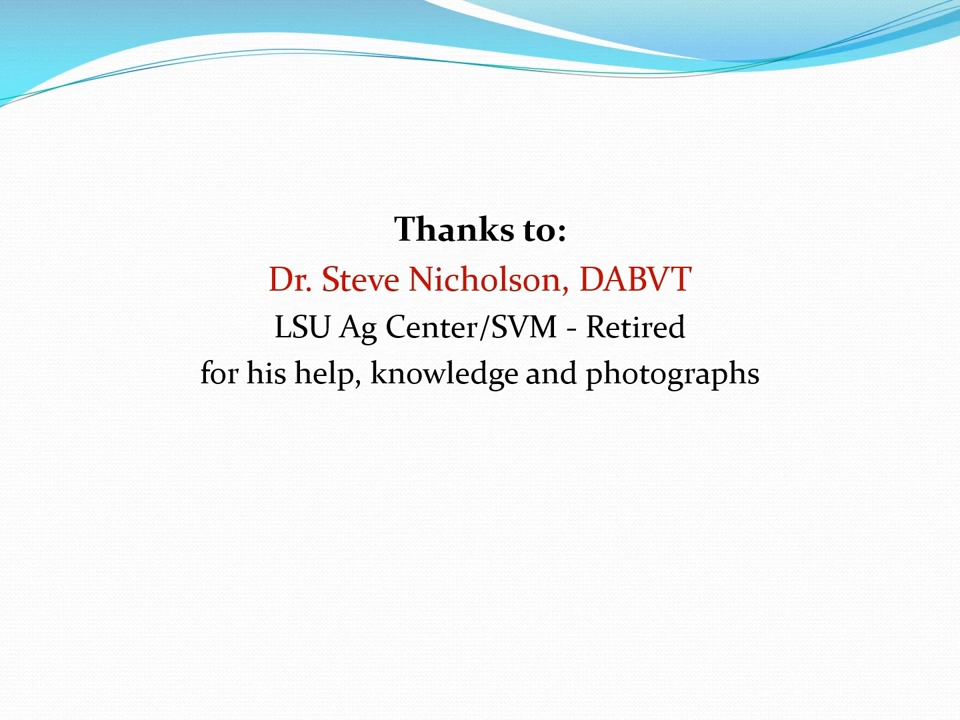 Thanks to:
Dr. Steve Nicholson, DABVT
LSU Ag Center/SVM - Retired
for his help, knowledge and photographs